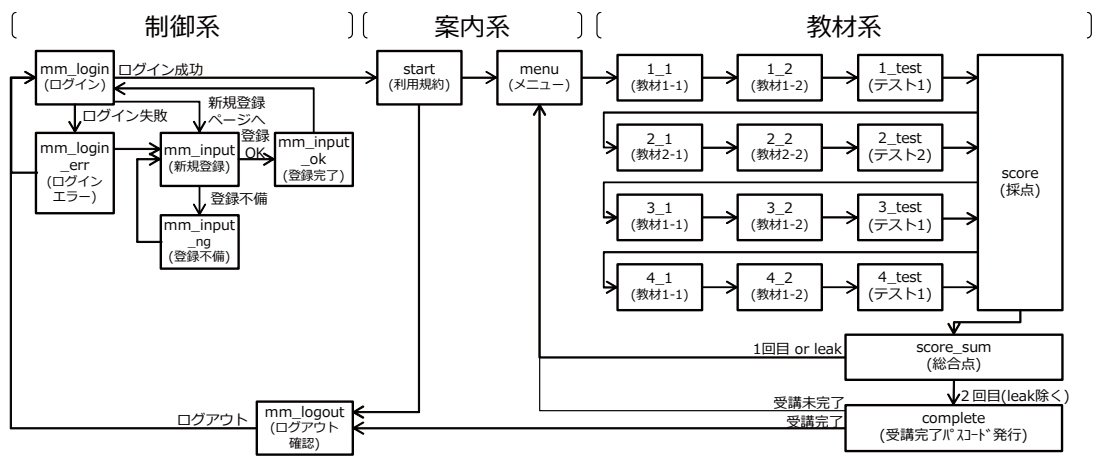 制御系
案内系
教材系
mm_login
(ログイン)
ログイン成功
start
(利用規約)
menu
(メニュー)
1_1
(教材1-1)
1_2
(教材1-2)
1_test
(テスト1)
ログイン失敗
新規登録
ページへ
登録
OK
mm_login
_err
(ログイン
エラー)
mm_input
(新規登録)
mm_input
_ok
(登録完了)
2_1
(教材2-1)
2_2
(教材2-2)
2_test
(テスト2)
score
(採点)
登録不備
mm_input
_ng
(登録不備)
3_1
(教材1-1)
3_2
(教材1-2)
3_test
(テスト1)
4_1
(教材1-1)
4_2
(教材1-2)
4_test
(テスト1)
1回目 or leak
score_sum
(総合点)
2回目(leak除く)
受講未完了
受講完了
complete
(受講完了ﾊﾟｽｺｰﾄﾞ発行)
ログアウト
mm_logout
(ログアウト
確認)